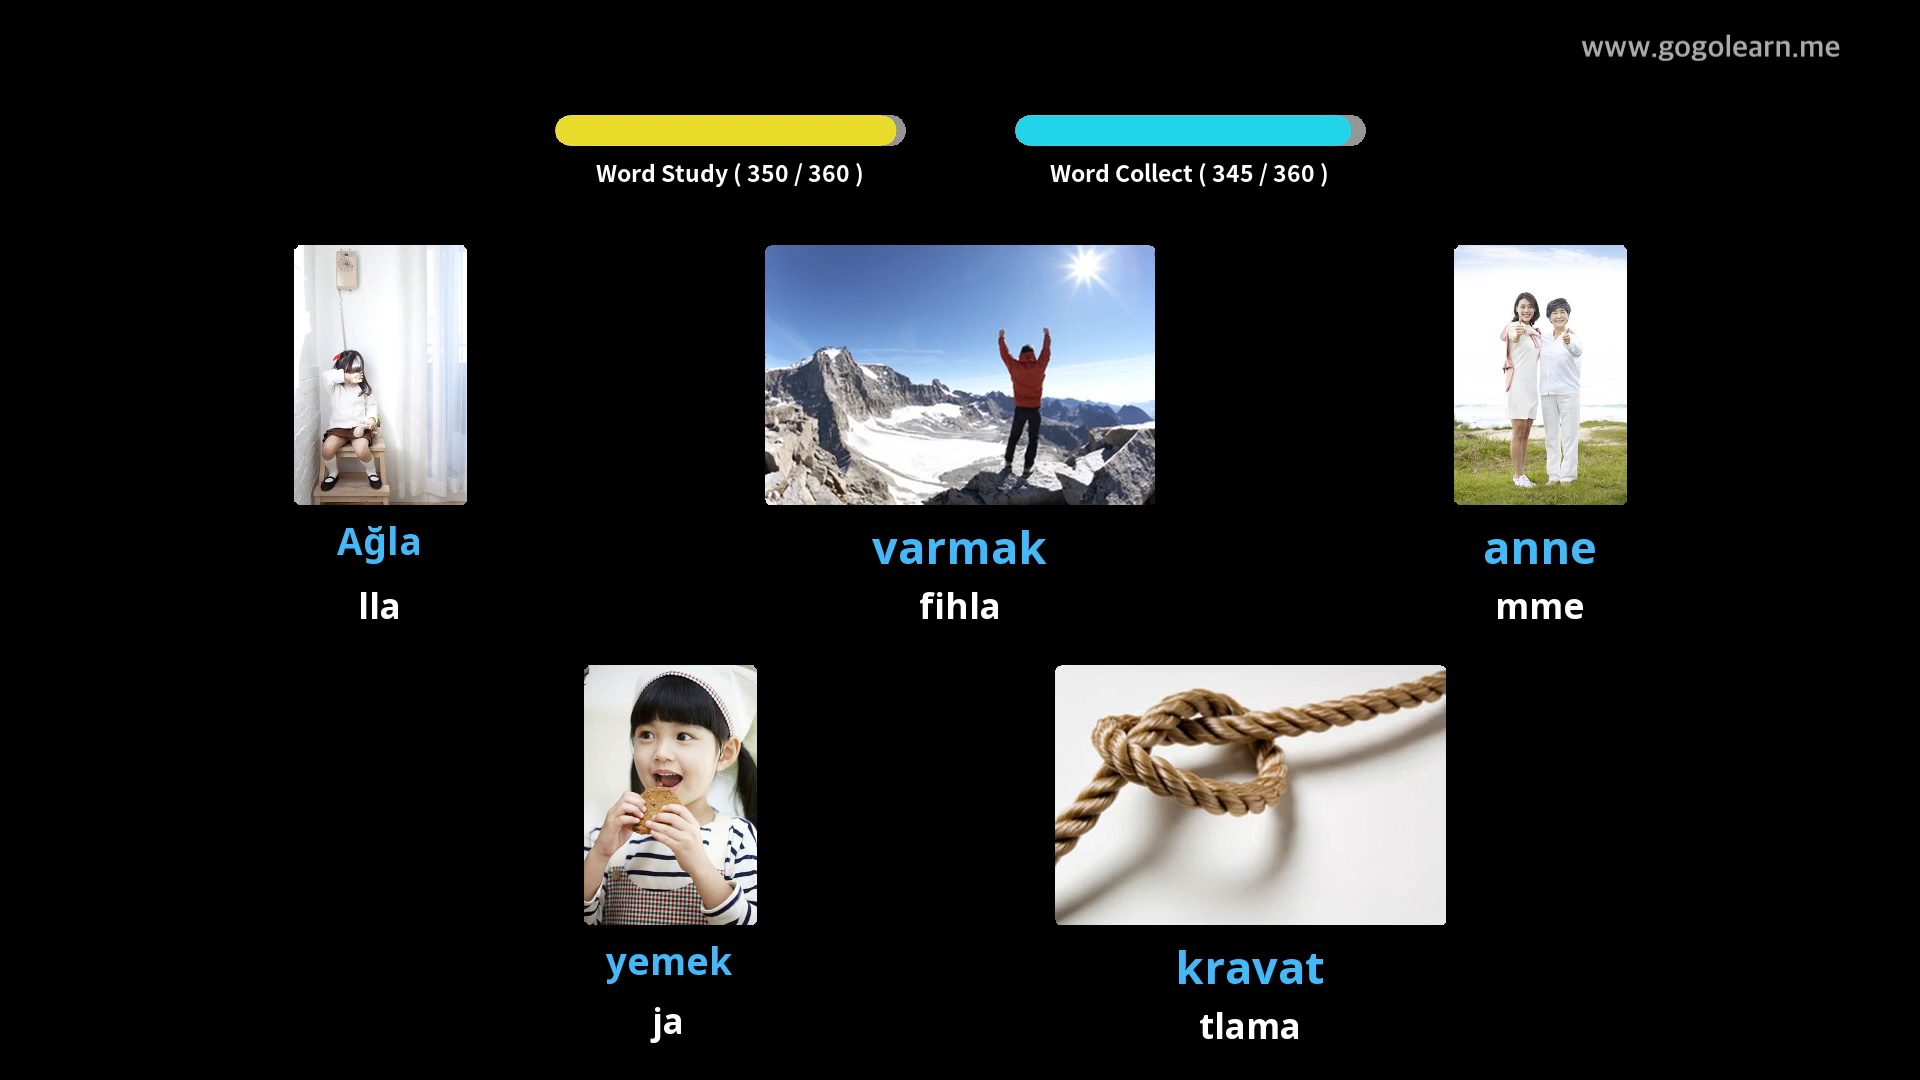 www.gogolearn.me
Word Study ( 350 / 360 )
Word Collect ( 345 / 360 )
Ağla
lla
varmak
fihla
anne
mme
yemek
ja
kravat
tlama